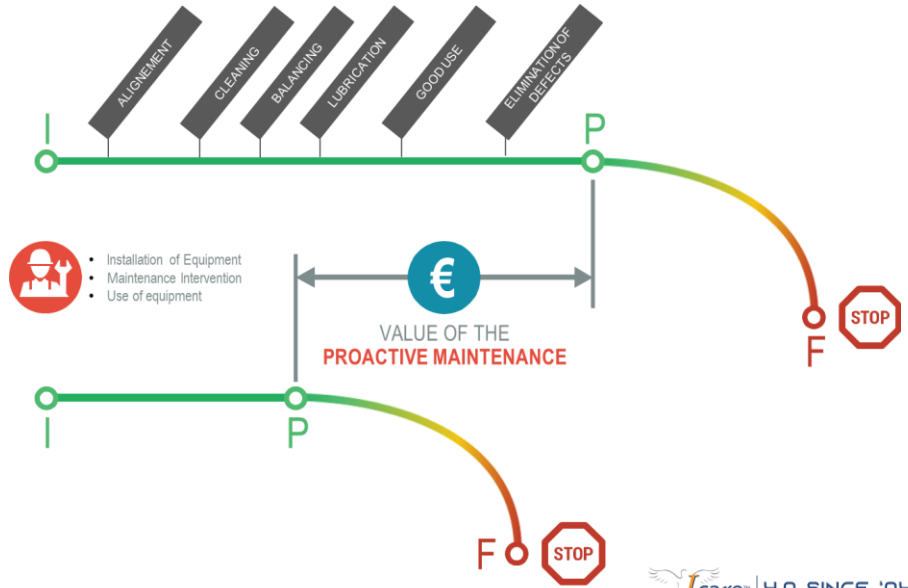 ALIGNEMENT
CLEANING
BALANCING
LUBRICATION
GOOD USE
ELIMINATION OF
DEFECTS
I
P
• Installation of Equipment
• Maintenance Intervention
• Use of equipment
€
VALUE OF THE
PROACTIVE MAINTENANCE
F
STOP
I
P
F
STOP